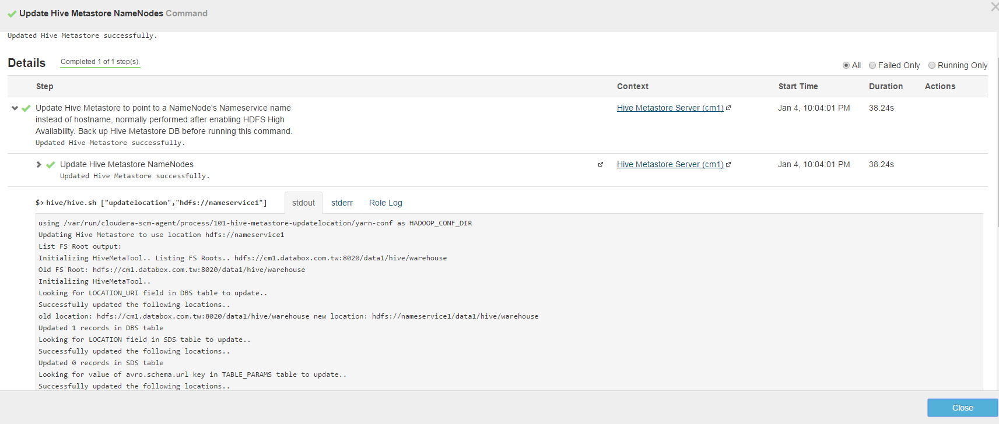 Update Hive Metastore NameNodes Command
Updated Hive Metastore successfully.
Details Completed 1 of 1 step(s).
All Failed Only Running Only
Step Context Start Time Duration Actions
Update Hive Metastore to point to a NameNode's Nameservice name Hive Metastore Server (cm1) Jan 4, 10:04:01 PM 38.24s
instead of hostname, normally performed after enabling HDFS High
Availability. Back up Hive Metastore DB before running this command.
Updated Hive Metastore successfully.
Update Hive Metastore NameNodes Hive Metastore Server (cm1) Jan 4, 10:04:01 PM 38.24s
Updated Hive Metastore successfully.
$> hive/hive.sh ["updatelocation","hdfs://nameservice1"] stdout stderr Role Log
using /var/run/cloudera-scm-agent/process/101-hive-metastore-updatelocation/yarn-conf as HADOOP_CONF_DIR
Updating Hive Metastore to use location hdfs://nameservice1
List FS Root output:
Initializing HiveMetaTool.. Listing FS Roots.. hdfs://cm1.databox.com.tw:8020/data1/hive/warehouse
Old FS Root: hdfs://cm1.databox.com.tw:8020/data1/hive/warehouse
Initializing HiveMetaTool..
Looking for LOCATION_URI field in DBS table to update..
Successfully updated the following locations..
old location: hdfs://cm1.databox.com.tw:8020/data1/hive/warehouse new location: hdfs://nameservice1/data1/hive/warehouse
Updated 1 records in DBS table
Looking for LOCATION field in SDS table to update..
Successfully updated the following locations..
Updated 0 records in SDS table
Looking for value of avro.schema.url key in TABLE_PARAMS table to update..
Successfully updated the following locations..
Close